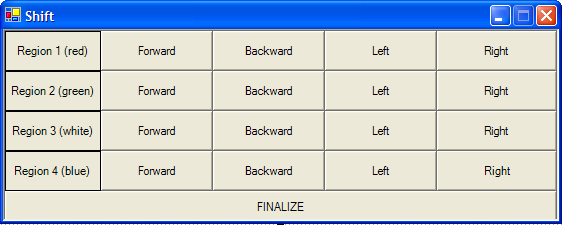 Shift
Region 1 (red) Forward Backward Left Right
Region 2 (green) Forward Backward Left Right
Region 3 (white) Forward Backward Left Right
Region 4 (blue) Forward Backward Left Right
FINALIZE